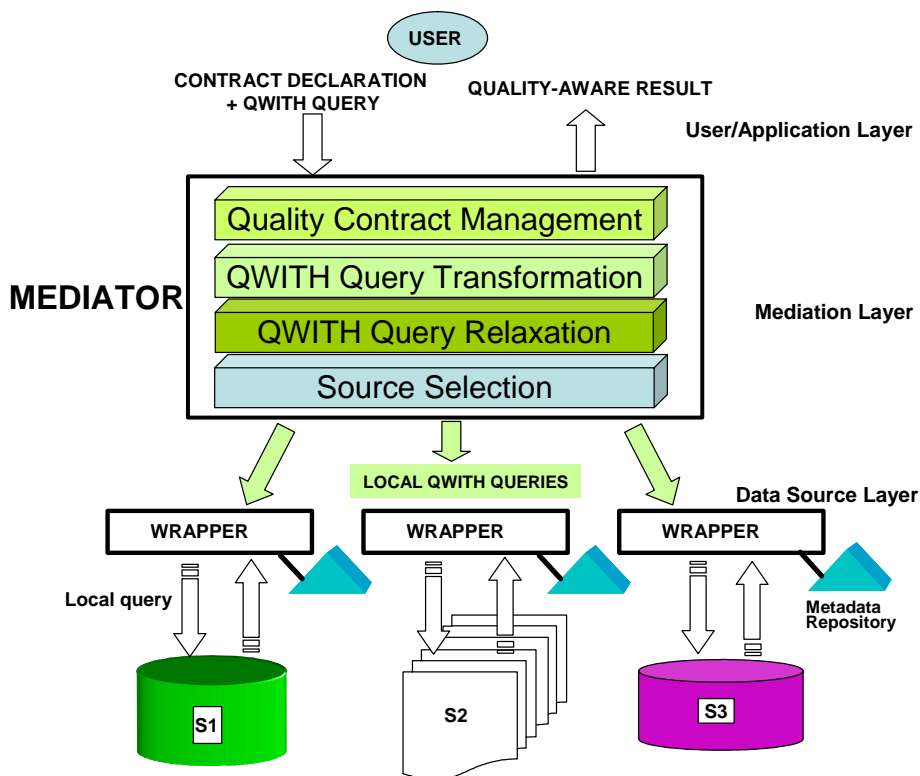 USER
CONTRACT DECLARATION
+ QWITH QUERY
QUALITY-AWARE RESULT
User/Application Layer
Quality Contract Management
QWITH Query Transformation
MEDIATOR
QWITH Query Relaxation
Mediation Layer
Source Selection
LOCAL QWITH QUERIES
Data Source Layer
WRAPPER
WRAPPER
WRAPPER
Local query
Metadata
Repository
S1
S2
S3